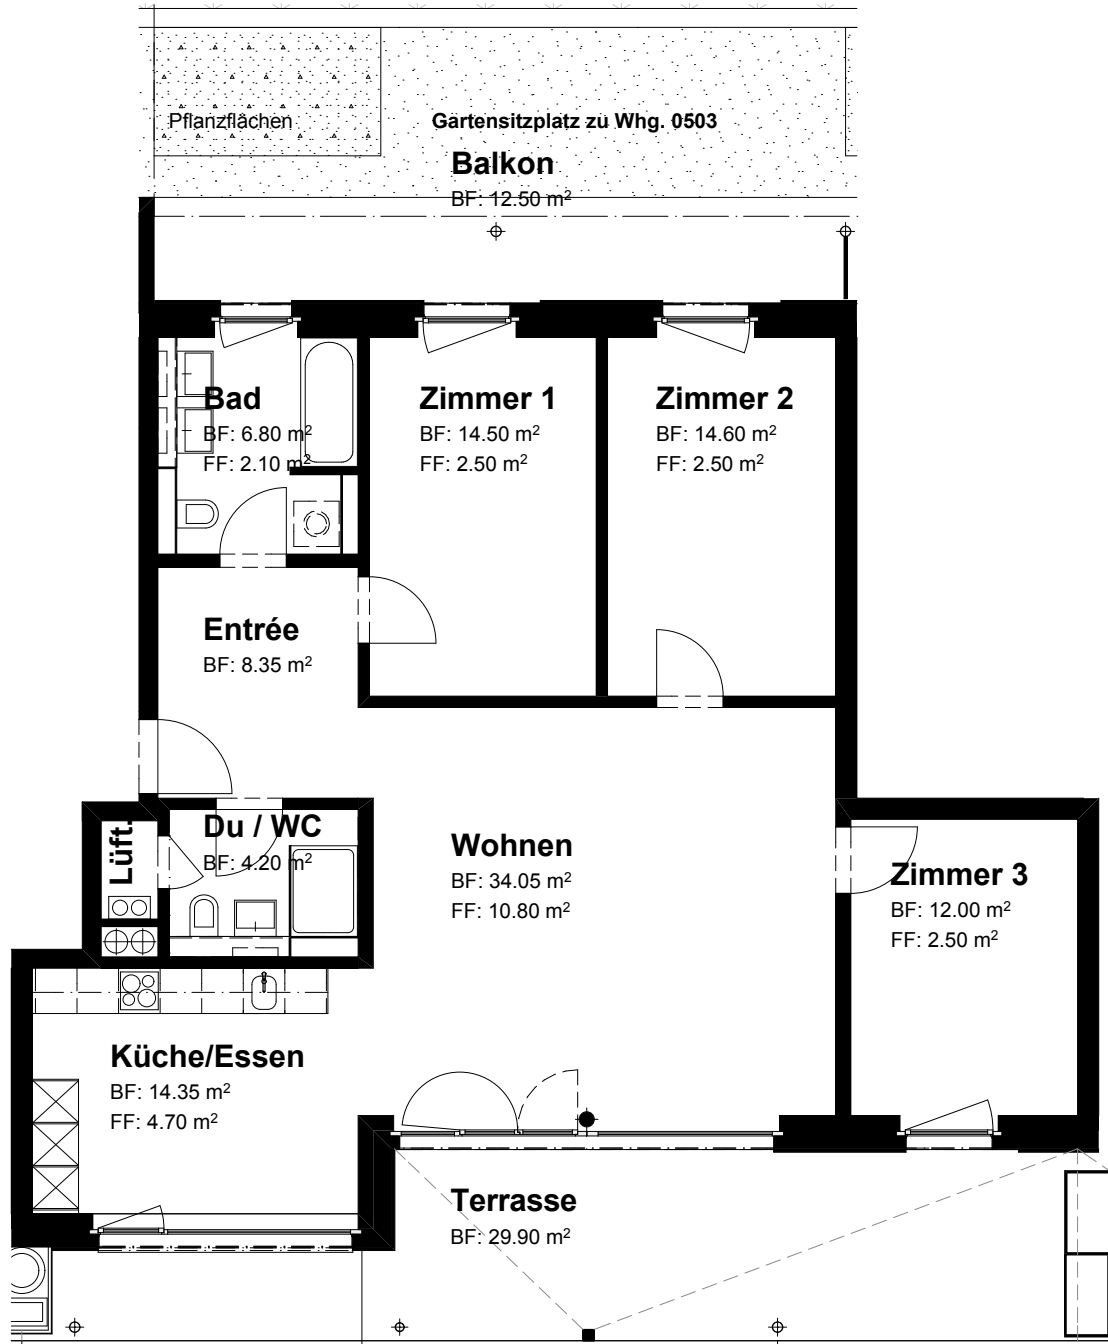 Pflanzflächen
Gartensitzplatz zu Whg. 0503
Balkon
BF: 12.50 m²
Bad
BF: 6.80 m²
FF: 2.10 m²
Zimmer 1
BF: 14.50 m²
FF: 2.50 m²
Zimmer 2
BF: 14.60 m²
FF: 2.50 m²
Entrée
BF: 8.35 m²
Lüft.
Du / WC
BF: 4.20 m²
Wohnen
BF: 34.05 m²
FF: 10.80 m²
Zimmer 3
BF: 12.00 m²
FF: 2.50 m²
Küche/Essen
BF: 14.35 m²
FF: 4.70 m²
Terrasse
BF: 29.90 m²